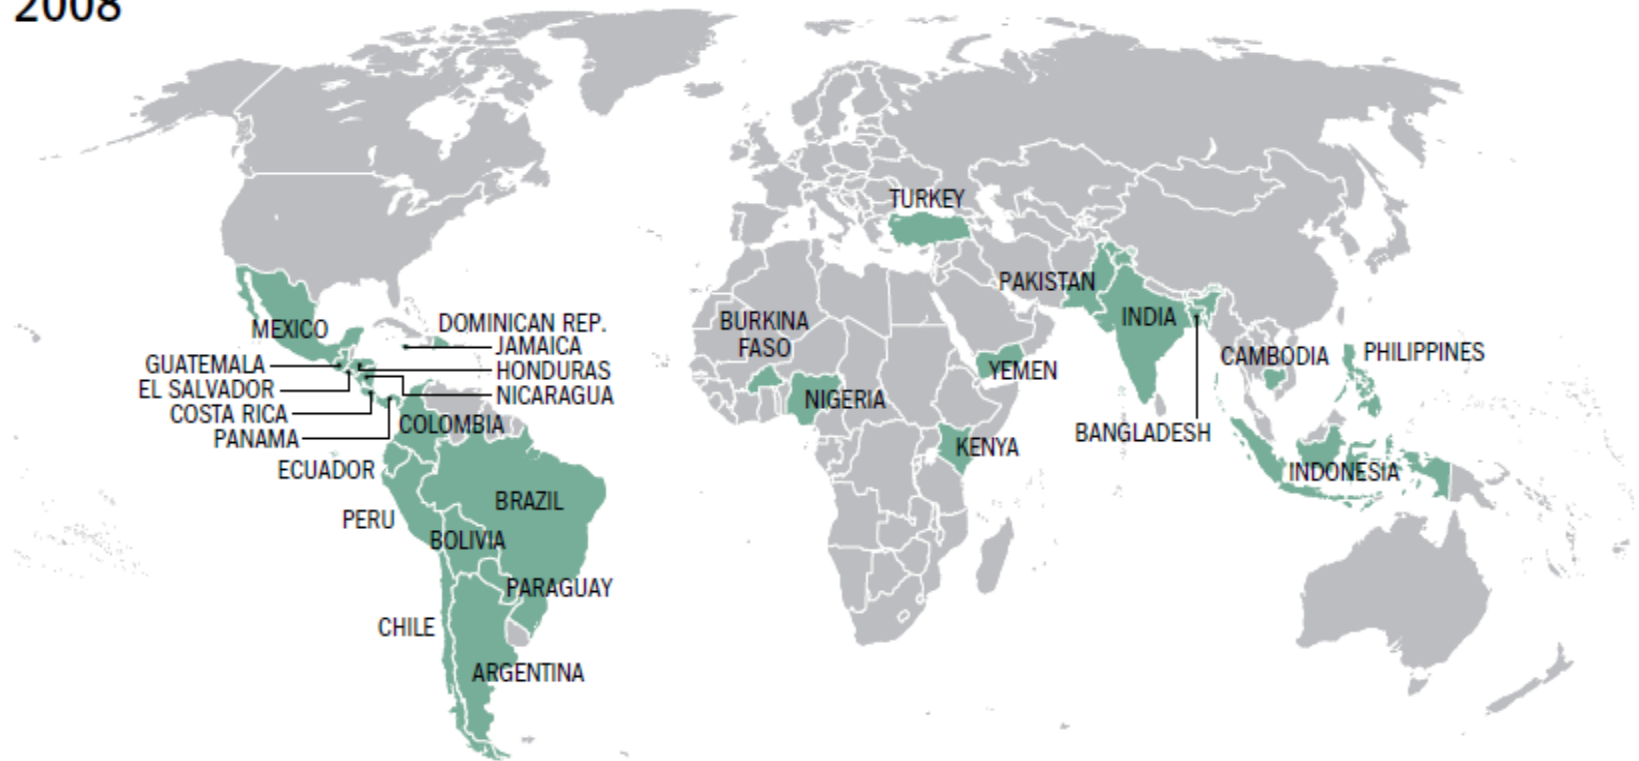 2008
TURKEY
PAKISTAN
MEXICO
DOMINICAN REP.
JAMAICA
BURKINA
FASO
INDIA
GUATEMALA
HONDURAS
YEMEN
CAMBODIA
PHILIPPINES
EL SALVADOR
NICARAGUA
NIGERIA
COSTA RICA
COLOMBIA
PANAMA
KENYA
BANGLADESH
ECUADOR
INDONESIA
BRAZIL
PERU
BOLIVIA
PARAGUAY
CHILE
ARGENTINA